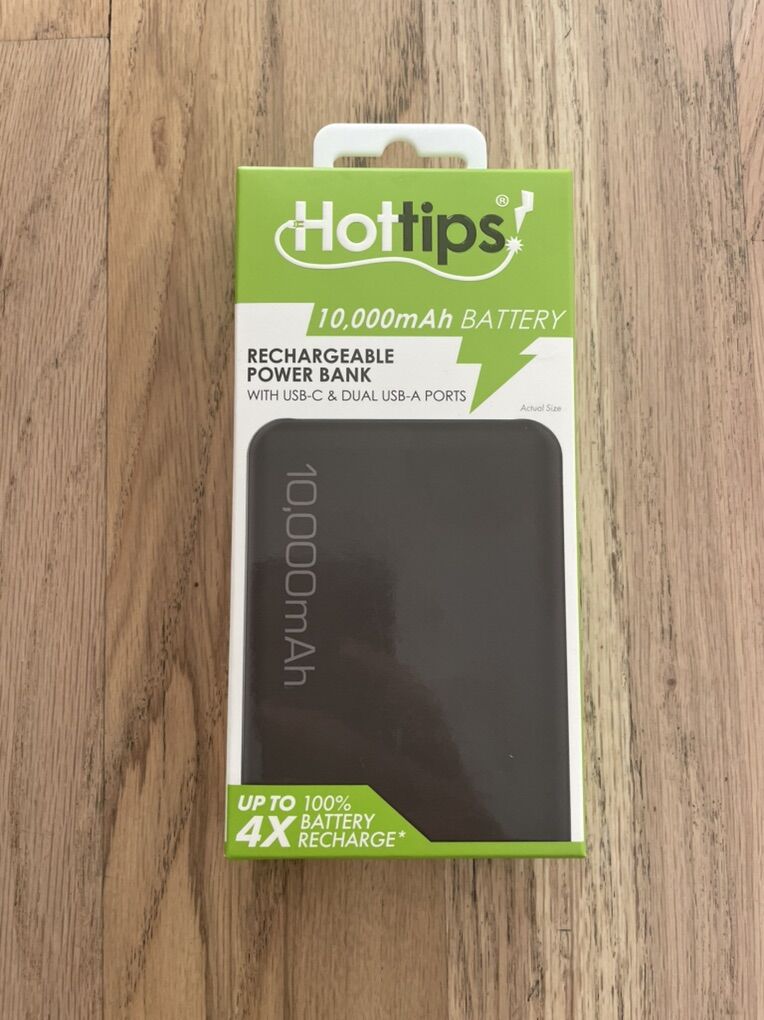 Hottips!®
10,000mAh BATTERY
RECHARGEABLE
POWER BANK
WITH USB-C & DUAL USB-A PORTS
Actual Size
10,000mAh
UP TO 100%
4X BATTERY
RECHARGE*